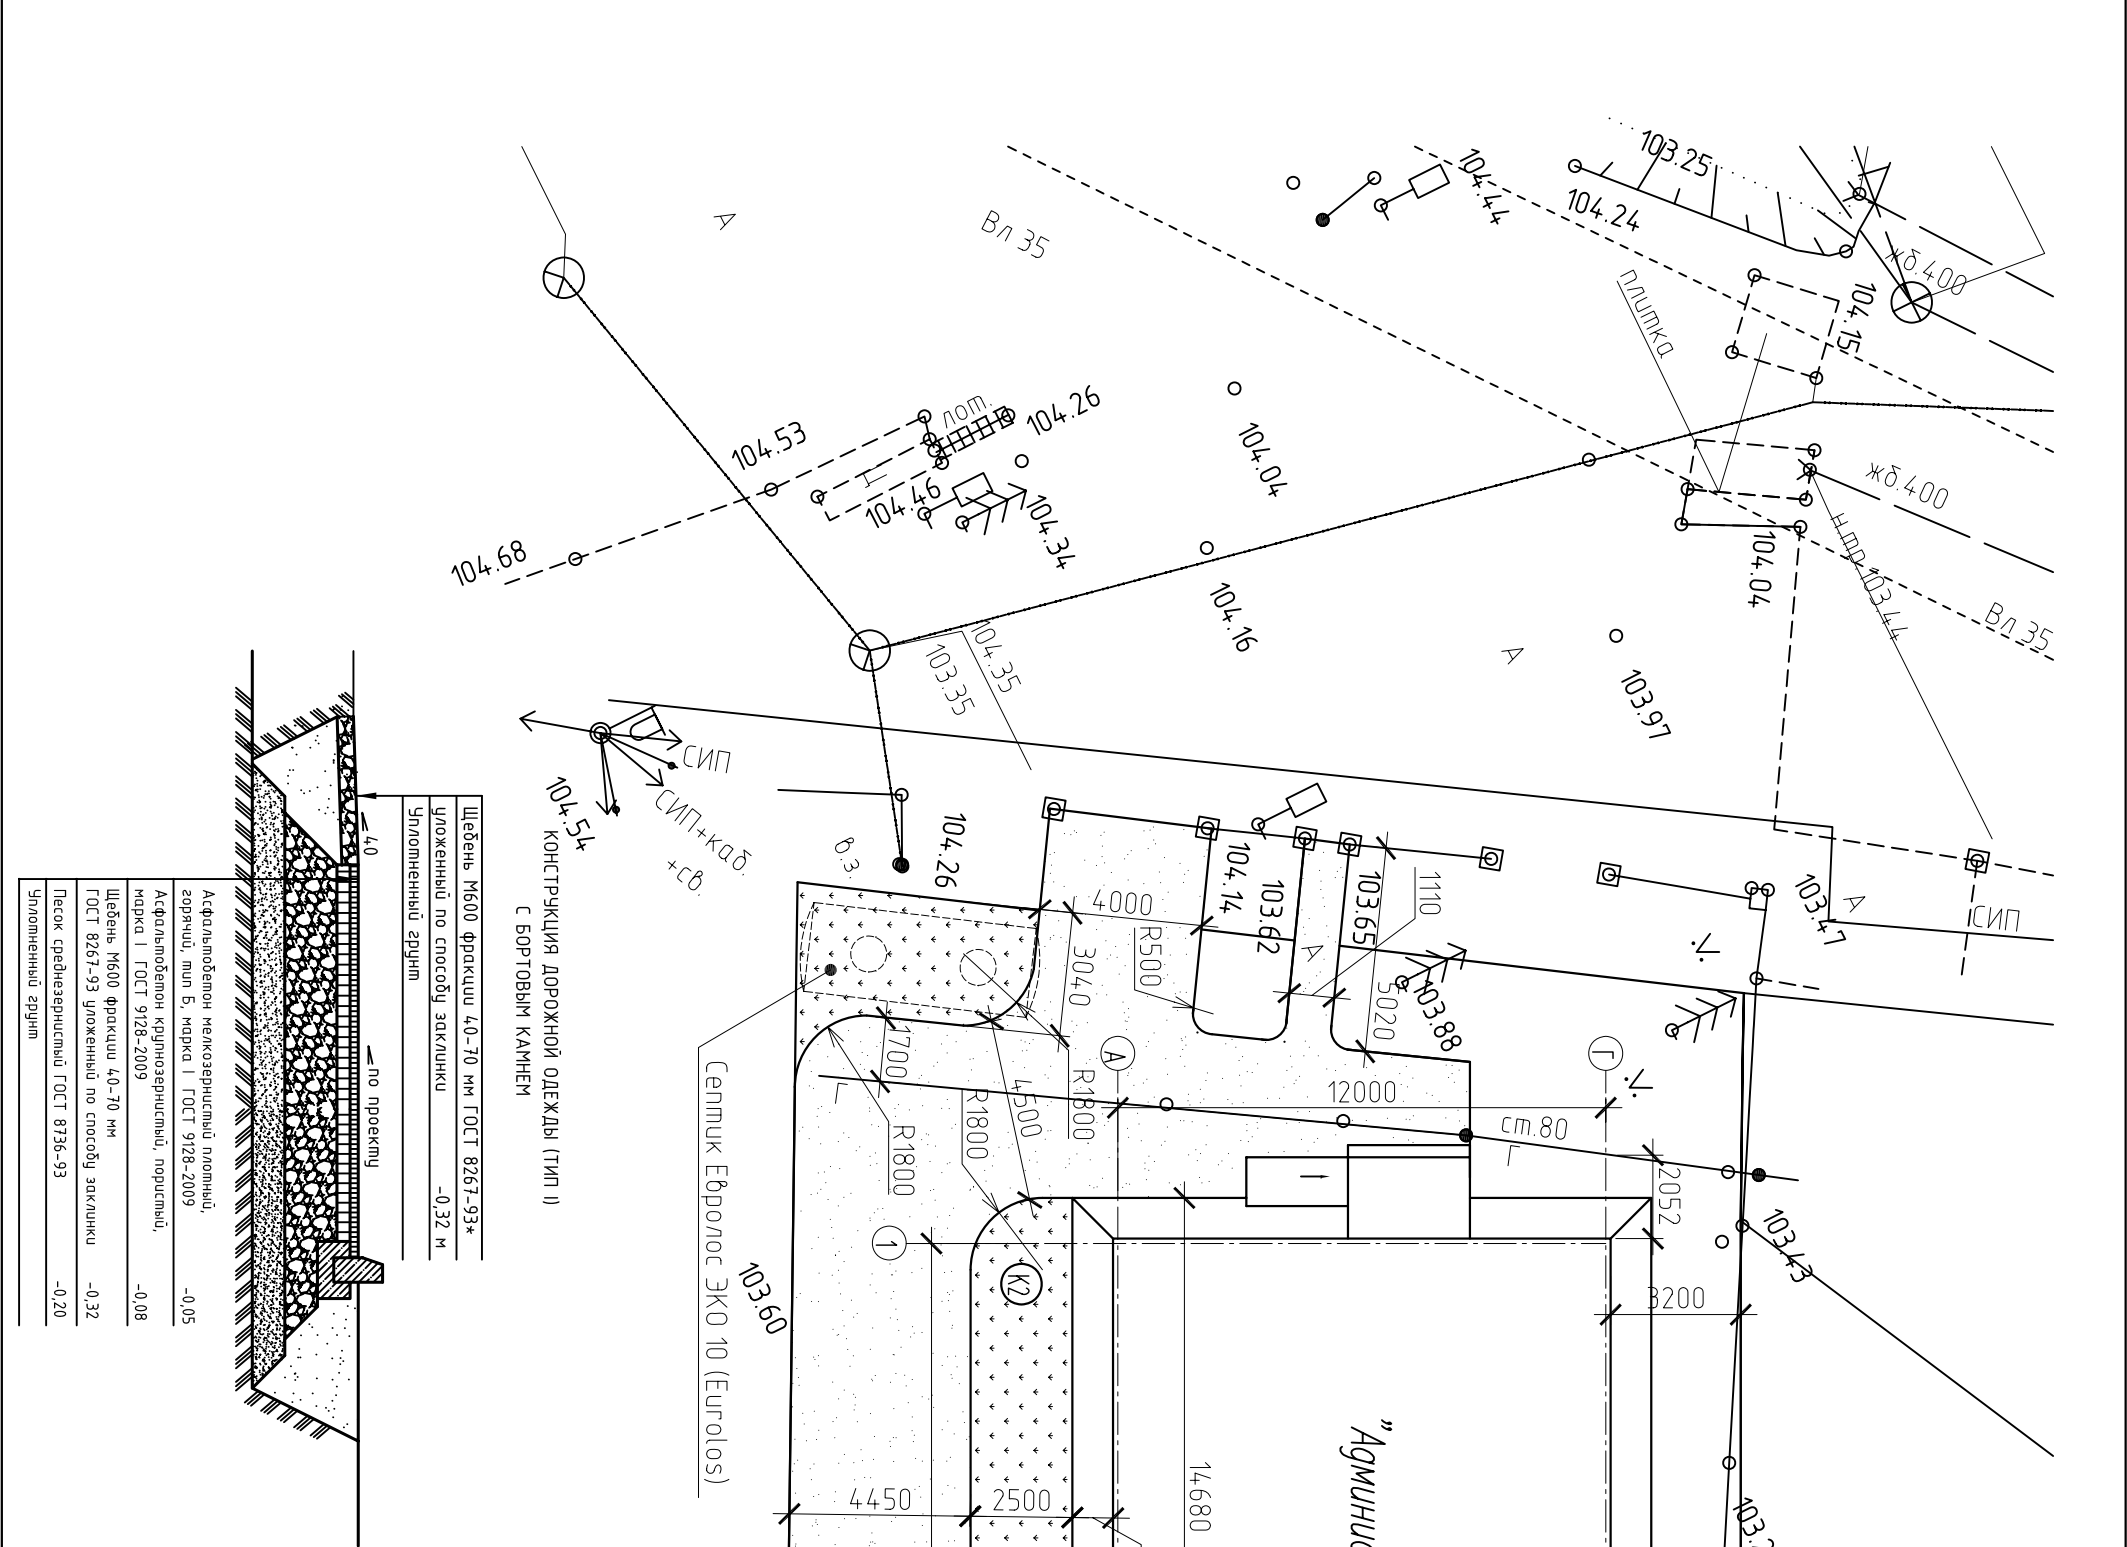 103.25
104.24
104.44
А
Вл 35
жб.400
104.15
плитка
104.26
лот.
104.53
Н
104.46
104.34
104.04
жб.400
104.68
104.04
н.тр.103.44
104.16
Вл 35
А
104.35
103.35
103.97
СИП
СИП+каб.
+св.
104.54
в.з.
104.26
104.14
103.62
103.65
1110
103.47
А
СИП
4000
3040
R500
А
5020
103.88
1700
4500
R1800
R1800
R1800
Г
А
Г
12000
ст.80
Г
2052
103.43
3200
1
К2
103.60
Септик Евролос ЭКО 10 (Eurolos)
4450
2500
14680
"Админис
КОНСТРУКЦИЯ ДОРОЖНОЙ ОДЕЖДЫ (ТИП I)
С БОРТОВЫМ КАМНЕМ
Щебень М600 фракции 40-70 мм ГОСТ 8267-93*
уложенный по способу заклинки -0,32 м
Уплотненный грунт
40
по проекту
Асфальтобетон мелкозернистый плотный,
горячий, тип Б, марка I ГОСТ 9128-2009 -0,05
Асфальтобетон крупнозернистый, пористый,
марка I ГОСТ 9128-2009 -0,08
Щебень М600 фракции 40-70 мм
ГОСТ 8267-93 уложенный по способу заклинки -0,32
Песок среднезернистый ГОСТ 8736-93 -0,20
Уплотненный грунт